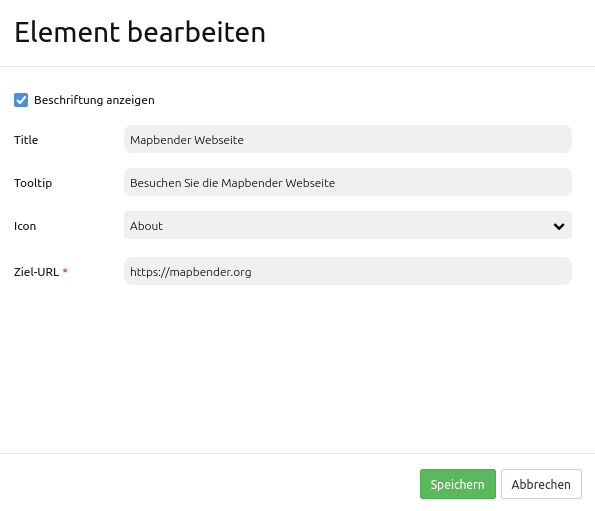 Element bearbeiten
Beschriftung anzeigen
Title Mapbender Webseite
Tooltip Besuchen Sie die Mapbender Webseite
Icon About
Ziel-URL * https://mapbender.org
Speichern Abbrechen